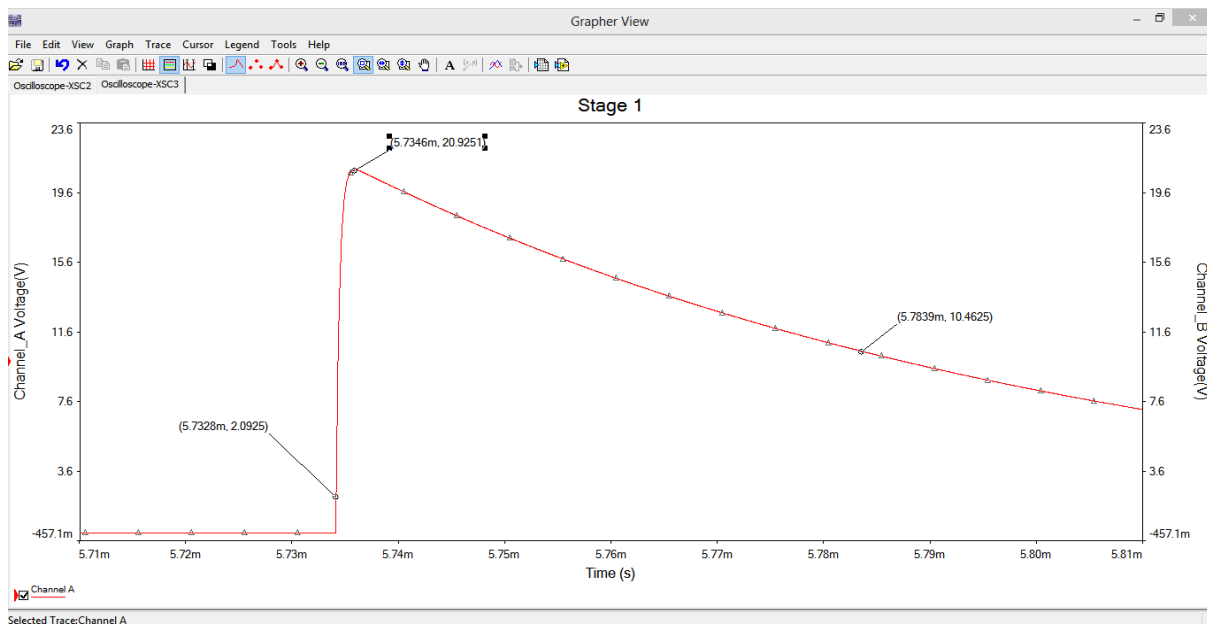 Grapher View
File Edit View Graph Trace Cursor Legend Tools Help
Oscilloscope-XSC2 Oscilloscope-XSC3
Stage 1
23.6 23.6
(5.7346m, 20.9251)
19.6 19.6
15.6 15.6
(5.7839m, 10.4625)
11.6 11.6
Channel_A Voltage(V)
Channel_B Voltage(V)
7.6 7.6
(5.7328m, 2.0925)
3.6 3.6
-457.1m -457.1m
5.71m 5.72m 5.73m 5.74m 5.75m 5.76m 5.77m 5.78m 5.79m 5.80m 5.81m
Time (s)
Channel A
Selected Trace:Channel A